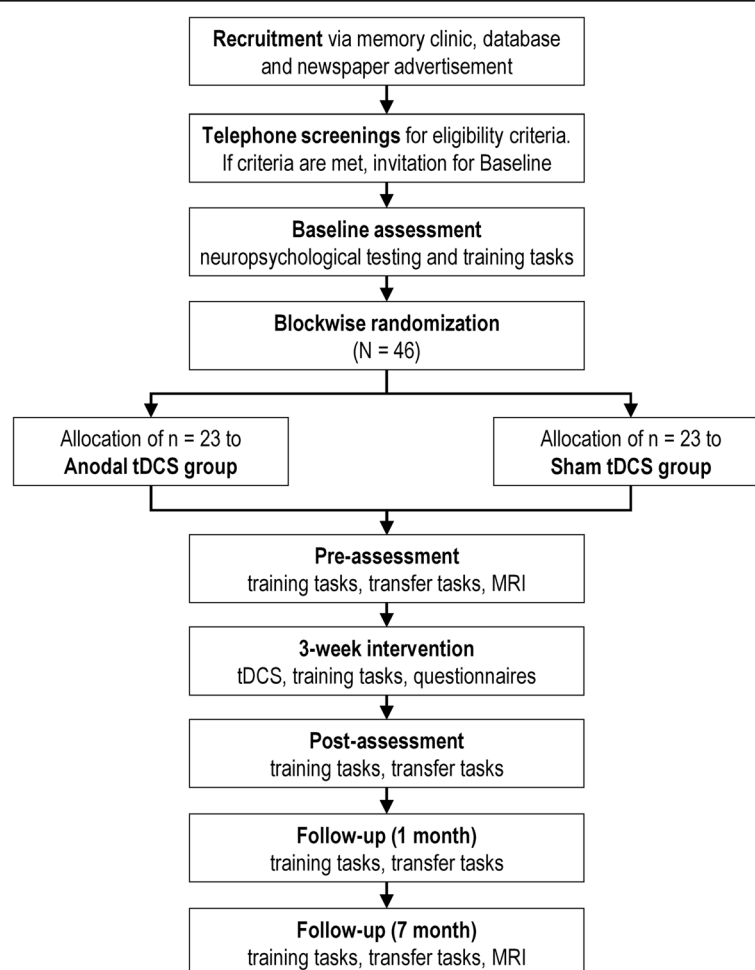 Recruitment via memory clinic, database
and newspaper advertisement
Telephone screenings for eligibility criteria.
If criteria are met, invitation for Baseline
Baseline assessment
neuropsychological testing and training tasks
Blockwise randomization
(N = 46)
Allocation of n = 23 to
Anodal tDCS group
Allocation of n = 23 to
Sham tDCS group
Pre-assessment
training tasks, transfer tasks, MRI
3-week intervention
tDCS, training tasks, questionnaires
Post-assessment
training tasks, transfer tasks
Follow-up (1 month)
training tasks, transfer tasks
Follow-up (7 month)
training tasks, transfer tasks, MRI